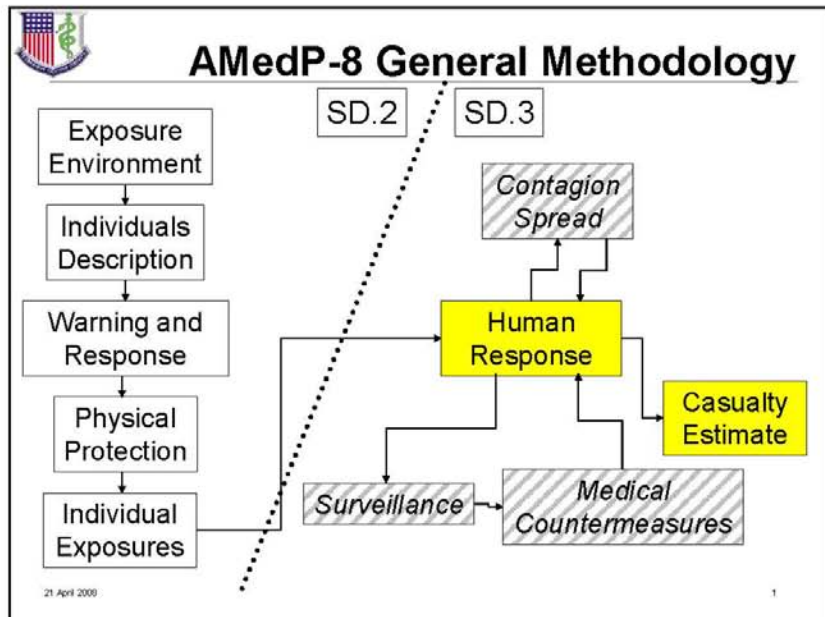 AMedP-8 General Methodology
SD.2
SD.3
Exposure
Environment
Individuals
Description
Warning and
Response
Physical
Protection
Individual
Exposures
Contagion
Spread
Human
Response
Casualty
Estimate
Surveillance
Medical
Countermeasures
21 April 2008
1